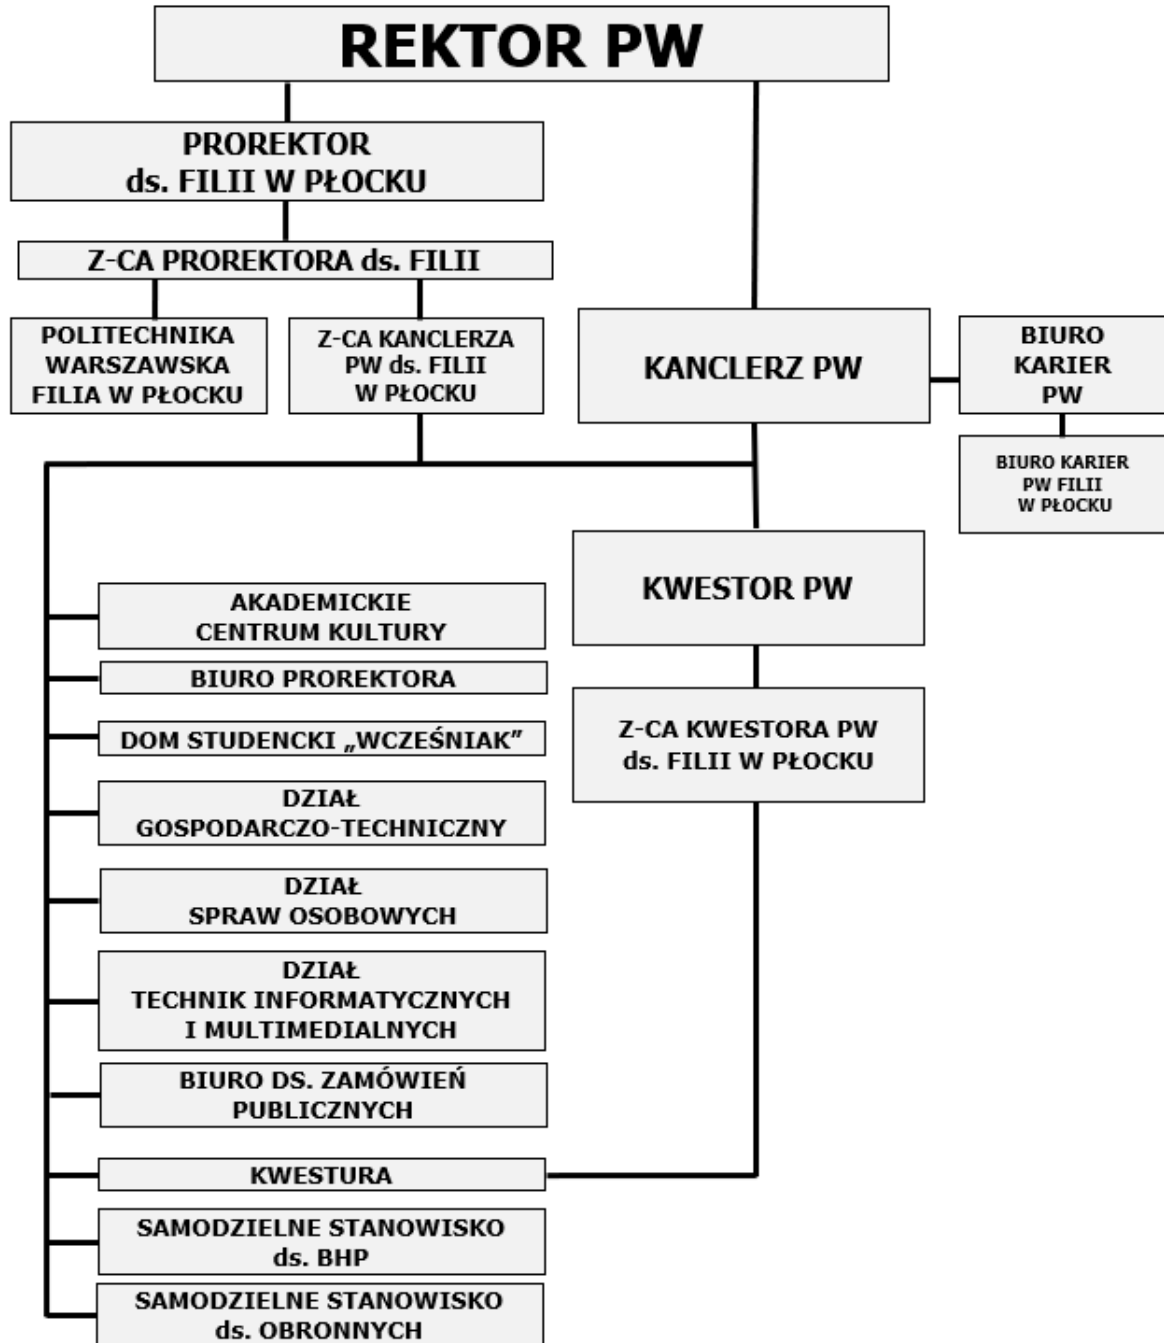 REKTOR PW
PROREKTOR
ds. FILII W PŁOCKU
Z-CA PROREKTORA ds. FILII
POLITECHNIKA
WARSZAWSKA
FILIA W PŁOCKU
Z-CA KANCLERZA
PW ds. FILII
W PŁOCKU
KANCLERZ PW
BIURO
KARIER
PW
BIURO KARIER
PW FILII
W PŁOCKU
KWESTOR PW
Z-CA KWESTORA PW
ds. FILII W PŁOCKU
AKADEMICKIE
CENTRUM KULTURY
BIURO PROREKTORA
DOM STUDENCKI „WCZEŚNIAK”
DZIAŁ
GOSPODARCZO-TECHNICZNY
DZIAŁ
SPRAW OSOBOWYCH
DZIAŁ
TECHNIK INFORMATYCZNYCH
I MULTIMEDIALNYCH
BIURO DS. ZAMÓWIEŃ
PUBLICZNYCH
KWESTURA
SAMODZIELNE STANOWISKO
ds. BHP
SAMODZIELNE STANOWISKO
ds. OBRONNYCH